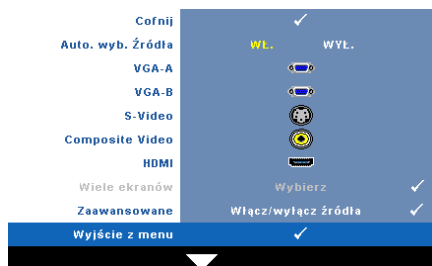 Cofnij
Auto. wyb. Źródła WŁ. WYŁ.
VGA-A
VGA-B
S-Video
Composite Video
HDMI
Wiele ekranów Wybierz
Zaawansowane Włącz/wyłącz źródła
Wyjście z menu